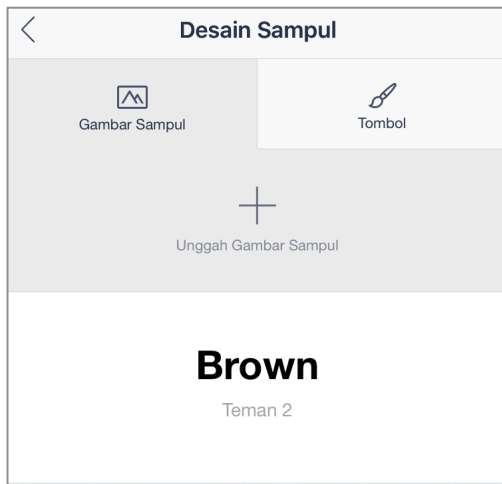 Desain Sampul
Gambar Sampul
Tombol
Unggah Gambar Sampul
Brown
Teman 2